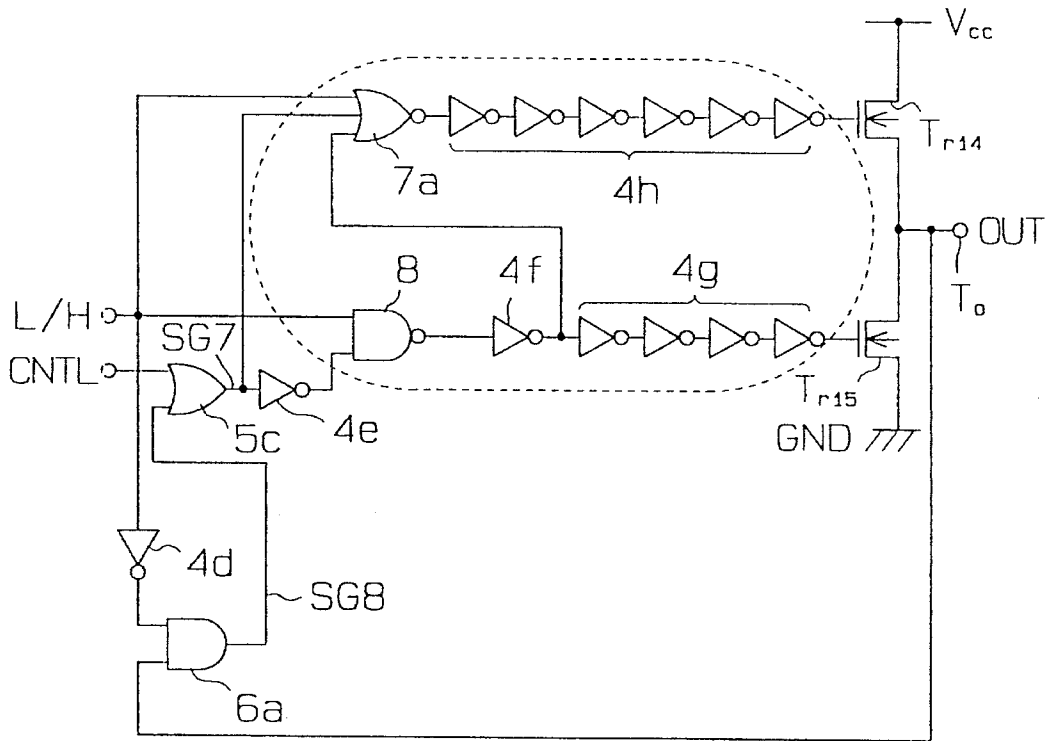 Vcc
Tr14
7a
4h
OUT
To
8
4f
4g
L/H
SG7
CNTL
5c
4e
Tr15
GND
4d
SG8
6a